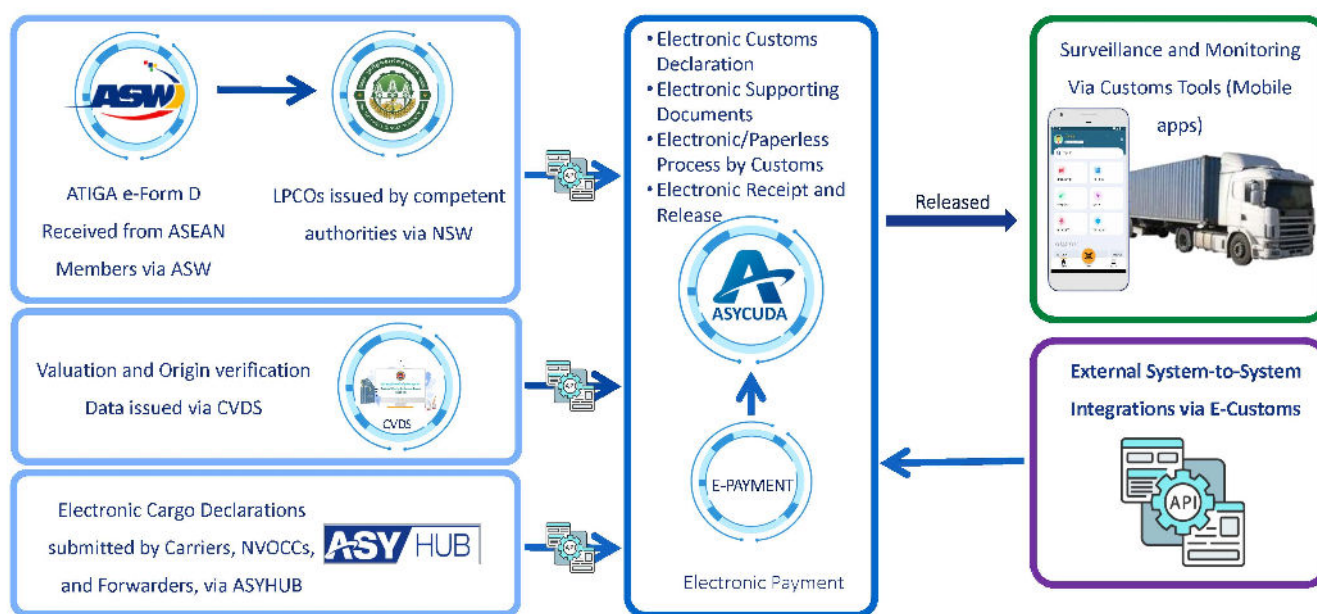 ASW
ATIGA e-Form D
Received from ASEAN
Members via ASW
LPCOs issued by competent
authorities via NSW
API
Valuation and Origin verification
Data issued via CVDS
CVDS
API
Electronic Cargo Declarations
submitted by Carriers, NVOCCs,
and Forwarders, via ASYHUB
ASY HUB
API
• Electronic Customs
Declaration
• Electronic Supporting
Documents
• Electronic/Paperless
Process by Customs
• Electronic Receipt and
Release
ASYCUDA
E-PAYMENT
Electronic Payment
Released
Surveillance and Monitoring
Via Customs Tools (Mobile
apps)
External System-to-System
Integrations via E-Customs
API